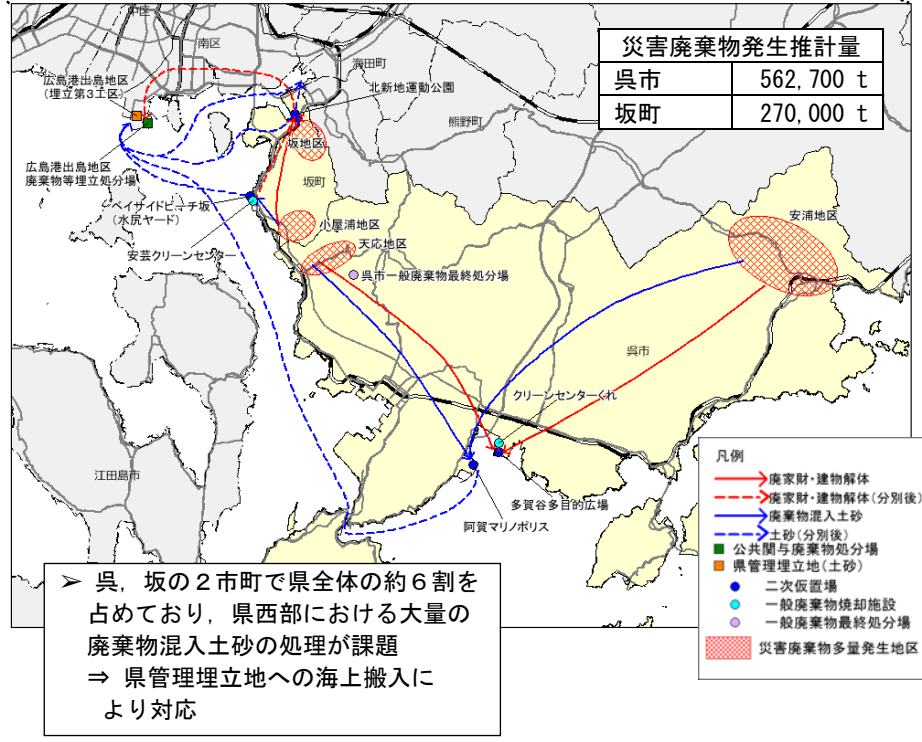 中区
南区
海田町
広島港出島地区
(埋立第3工区)
北新地運動公園
災害廃棄物発生推計量
呉市 562,700 t
坂町 270,000 t
熊野町
坂地区
広島港出島地区
廃棄物等埋立処分場
坂町
ベイサイドビーチ坂
(水尻ヤード)
小屋浦地区
安浦地区
安芸クリーンセンター
天応地区
呉市一般廃棄物最終処分場
呉市
クリーンセンターくれ
江田島市
多賀谷多目的広場
阿賀マリノポリス
凡例
廃家財・建物解体
廃家財・建物解体(分別後)
廃棄物混入土砂
土砂(分別後)
公共関与廃棄物処分場
県管理埋立地(土砂)
二次仮置場
一般廃棄物焼却施設
一般廃棄物最終処分場
災害廃棄物多量発生地区
➢ 呉，坂の２市町で県全体の約６割を
占めており，県西部における大量の
廃棄物混入土砂の処理が課題
⇒ 県管理埋立地への海上搬入に
より対応